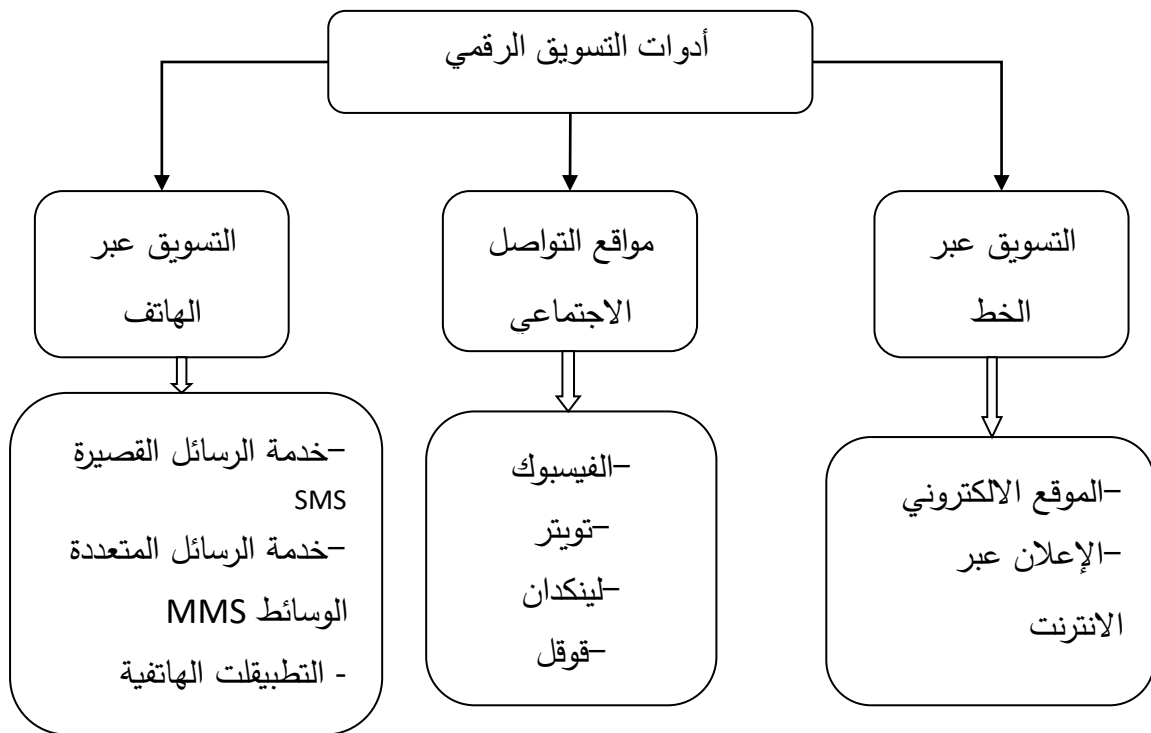 أدوات التسويق الرقمي
التسويق عبر
الخط
مواقع التواصل
الاجتماعي
التسويق عبر
الهاتف
–الموقع الالكتروني
–الإعلان عبر
الانترنت
–الفيسبوك
–تويتر
–لينكدان
–قوقل
–خدمة الرسائل القصيرة
SMS
–خدمة الرسائل المتعددة
الوسائط MMS
- التطبيقلت الهاتفية